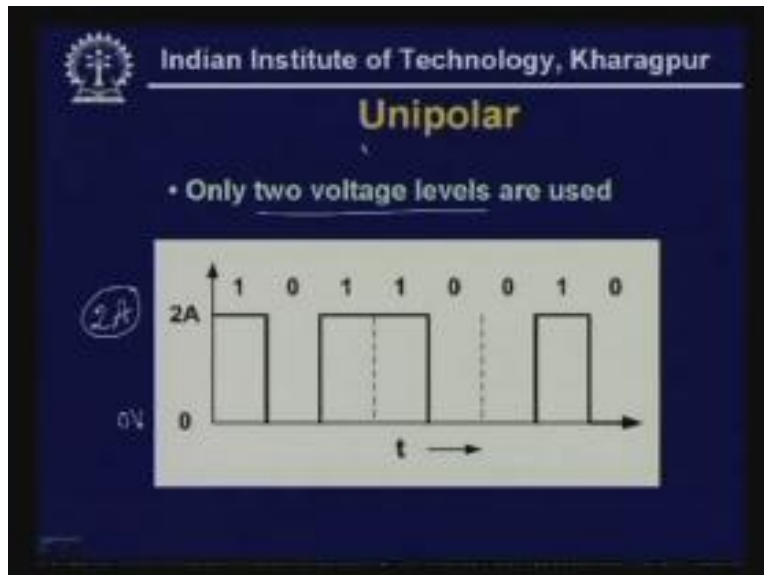 Indian Institute of Technology, Kharagpur
Unipolar
• Only two voltage levels are used
1 0 1 1 0 0 1 0
2A 2A
0V 0
t